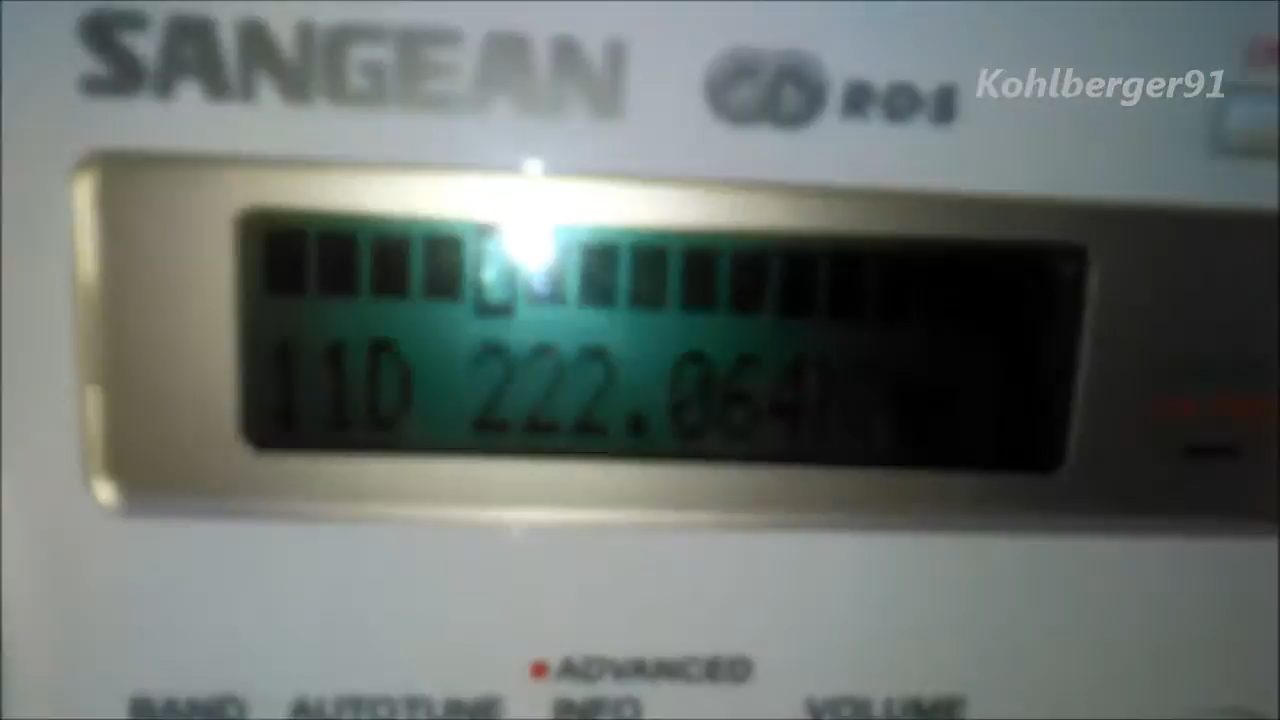 SANGEAN
RDS
Kohlberger91
11D 222.064
ADVANCED
BAND AUTOTUNE INFO VOLUME